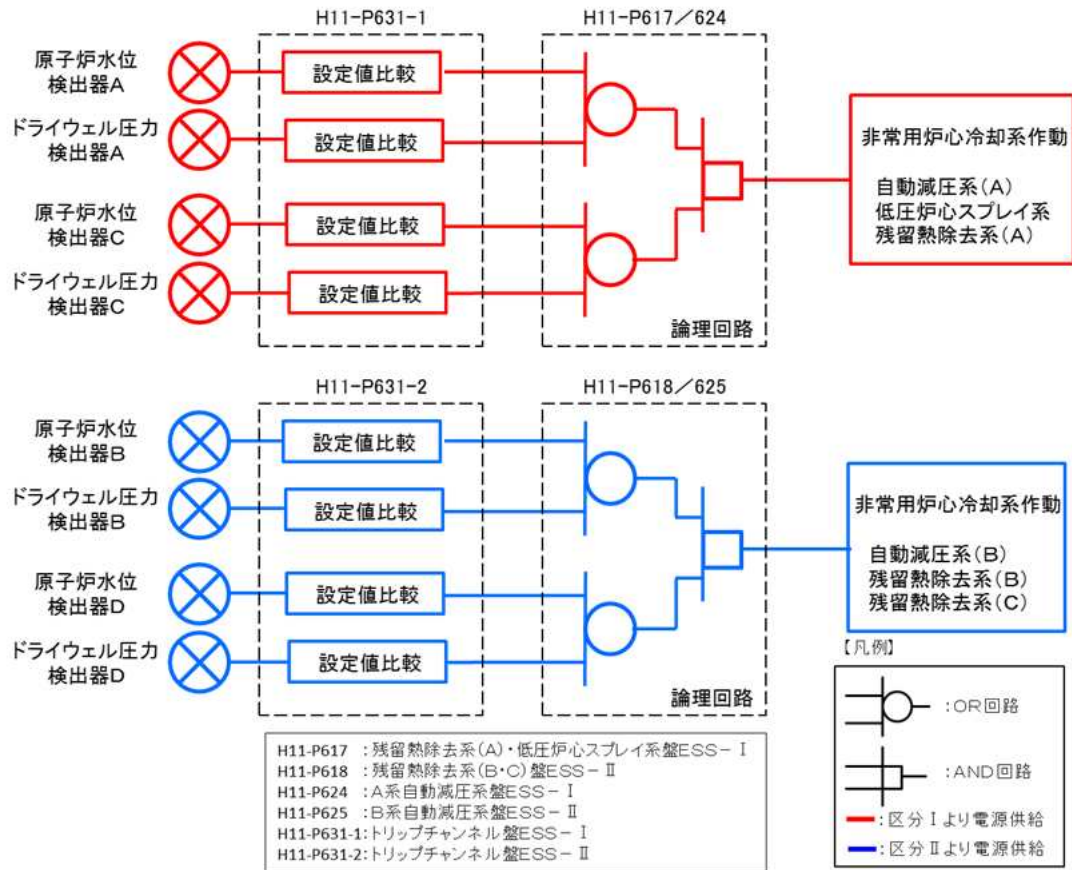 H11-P631-1
H11-P617／624
原子炉水位
検出器A
設定値比較
ドライウェル圧力
検出器A
設定値比較
原子炉水位
検出器C
設定値比較
ドライウェル圧力
検出器C
設定値比較
論理回路
非常用炉心冷却系作動
自動減圧系(A)
低圧炉心スプレイ系
残留熱除去系(A)
H11-P631-2
H11-P618／625
原子炉水位
検出器B
設定値比較
ドライウェル圧力
検出器B
設定値比較
原子炉水位
検出器D
設定値比較
ドライウェル圧力
検出器D
設定値比較
論理回路
非常用炉心冷却系作動
自動減圧系(B)
残留熱除去系(B)
残留熱除去系(C)
【凡例】
：OR回路
：AND回路
：区分Ⅰより電源供給
：区分Ⅱより電源供給
H11-P617 ：残留熱除去系(A)・低圧炉心スプレイ系盤ESS－Ⅰ
H11-P618 ：残留熱除去系(B・C)盤ESS－Ⅱ
H11-P624 ：A系自動減圧系盤ESS－Ⅰ
H11-P625 ：B系自動減圧系盤ESS－Ⅱ
H11-P631-1：トリップチャンネル盤ESS－Ⅰ
H11-P631-2：トリップチャンネル盤ESS－Ⅱ